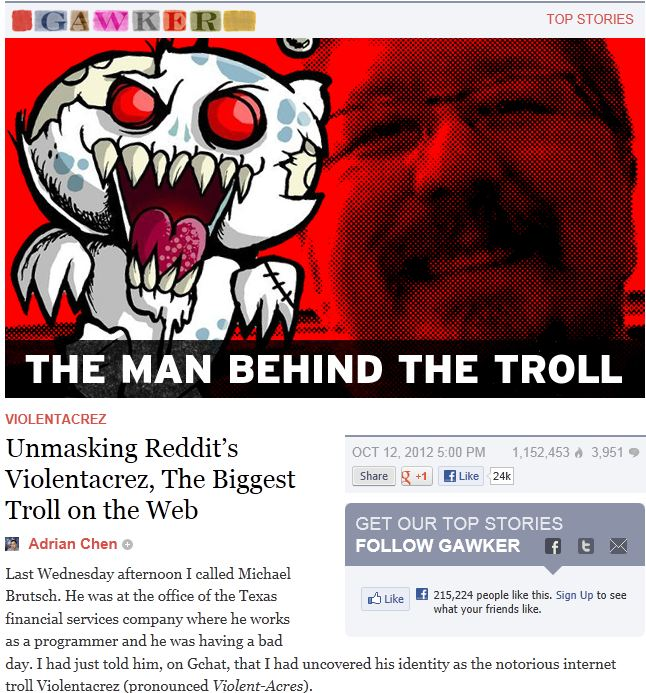 GAWKER
TOP STORIES
THE MAN BEHIND THE TROLL
VIOLENTACREZ
Unmasking Reddit's
Violentacrez, The Biggest
Troll on the Web
Adrian Chen
OCT 12, 2012 5:00 PM 1,152,453 3,951
Share g +1 Like 24k
GET OUR TOP STORIES
FOLLOW GAWKER
Like 215,224 people like this. Sign Up to see
what your friends like.
Last Wednesday afternoon I called Michael
Brutsch. He was at the office of the Texas
financial services company where he works
as a programmer and he was having a bad
day. I had just told him, on Gchat, that I had uncovered his identity as the notorious internet
troll Violentacrez (pronounced Violent-Acres).